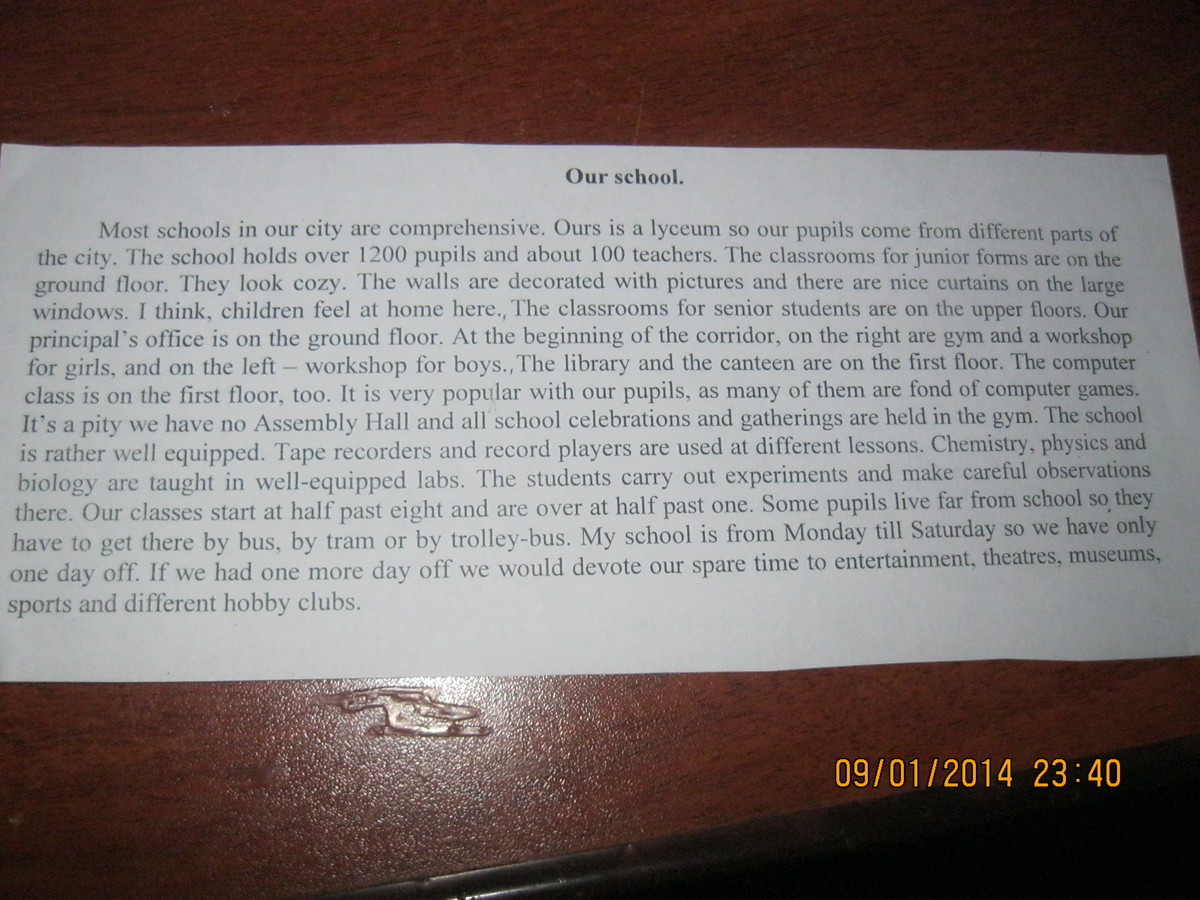 Our school.
Most schools in our city are comprehensive. Ours is a lyceum so our pupils come from different parts of
the city. The school holds over 1200 pupils and about 100 teachers. The classrooms for junior forms are on the
ground floor. They look cozy. The walls are decorated with pictures and there are nice curtains on the large
windows. I think, children feel at home here., The classrooms for senior students are on the upper floors. Our
principal's office is on the ground floor. At the beginning of the corridor, on the right are gym and a workshop
for girls, and on the left – workshop for boys., The library and the canteen are on the first floor. The computer
class is on the first floor, too. It is very popular with our pupils, as many of them are fond of computer games.
It's a pity we have no Assembly Hall and all school celebrations and gatherings are held in the gym. The school
is rather well equipped. Tape recorders and record players are used at different lessons. Chemistry, physics and
biology are taught in well-equipped labs. The students carry out experiments and make careful observations
there. Our classes start at half past eight and are over at half past one. Some pupils live far from school so they
have to get there by bus, by tram or by trolley-bus. My school is from Monday till Saturday so we have only
one day off. If we had one more day off we would devote our spare time to entertainment, theatres, museums,
sports and different hobby clubs.
09/01/2014 23:40